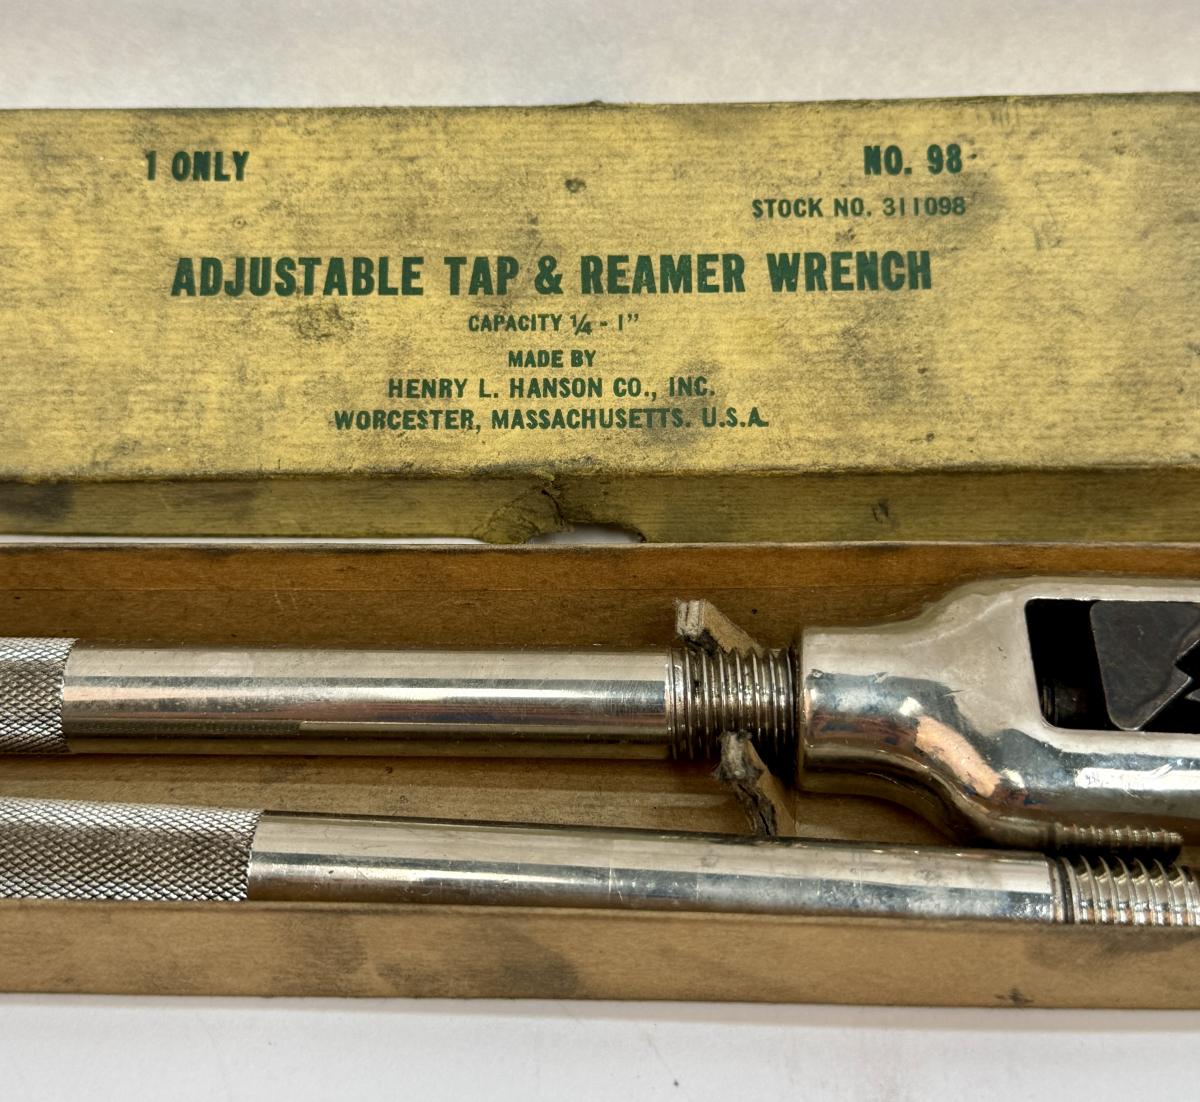 1 ONLY
NO. 98
STOCK NO. 311098
ADJUSTABLE TAP & REAMER WRENCH
CAPACITY ¼ - 1"
MADE BY
HENRY L. HANSON CO., INC.
WORCESTER, MASSACHUSETTS. U.S.A.